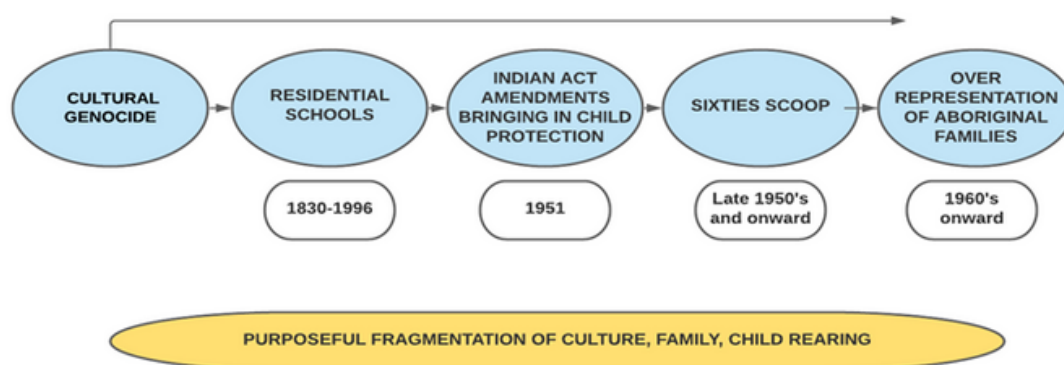 CULTURAL
GENOCIDE
RESIDENTIAL
SCHOOLS
INDIAN ACT
AMENDMENTS
BRINGING IN CHILD
PROTECTION
SIXTIES SCOOP
OVER
REPRESENTATION
OF ABORIGINAL
FAMILIES
1830-1996
1951
Late 1950's
and onward
1960's
onward
PURPOSEFUL FRAGMENTATION OF CULTURE, FAMILY, CHILD REARING